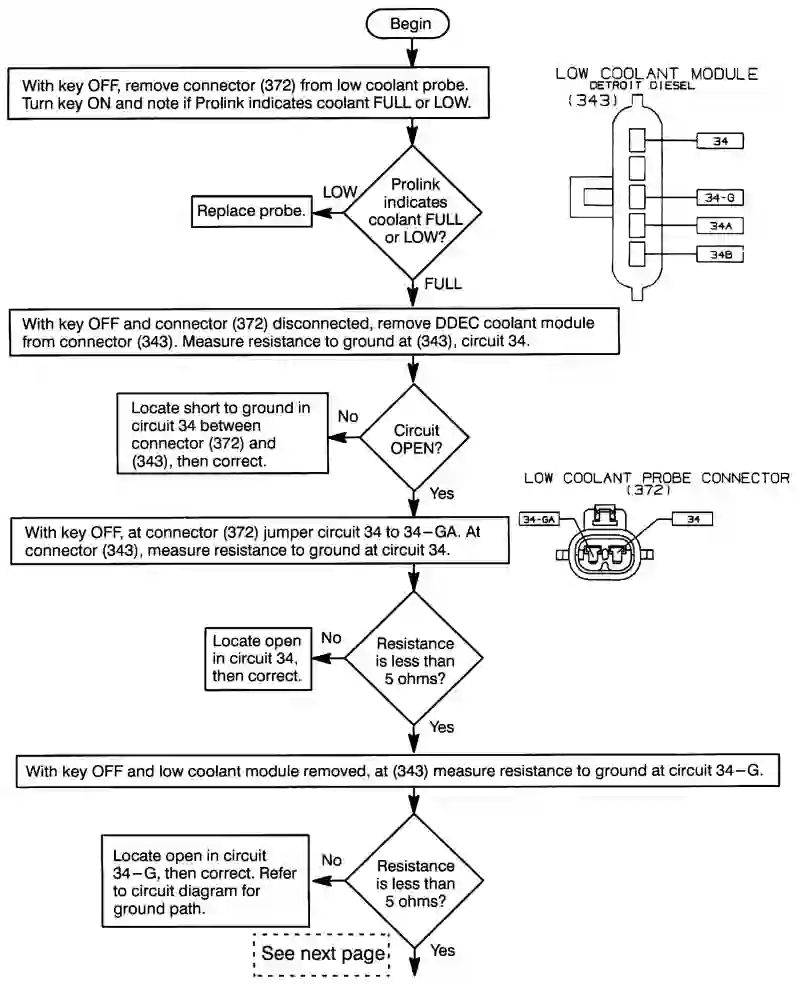 Begin
With key OFF, remove connector (372) from low coolant probe.
Turn key ON and note if Prolink indicates coolant FULL or LOW.
LOW COOLANT MODULE
DETROIT DIESEL
(343)
34
34-G
34A
34B
LOW
Replace probe.
Prolink
indicates
coolant FULL
or LOW?
FULL
With key OFF and connector (372) disconnected, remove DDEC coolant module
from connector (343). Measure resistance to ground at (343), circuit 34.
Locate short to ground in
circuit 34 between
connector (372) and
(343), then correct.
No
Circuit
OPEN?
Yes
LOW COOLANT PROBE CONNECTOR
(372)
34-GA
34
With key OFF, at connector (372) jumper circuit 34 to 34–GA. At
connector (343), measure resistance to ground at circuit 34.
Locate open
in circuit 34,
then correct.
No
Resistance
is less than
5 ohms?
Yes
With key OFF and low coolant module removed, at (343) measure resistance to ground at circuit 34–G.
Locate open in circuit
34–G, then correct. Refer
to circuit diagram for
ground path.
No
Resistance
is less than
5 ohms?
See next page
Yes